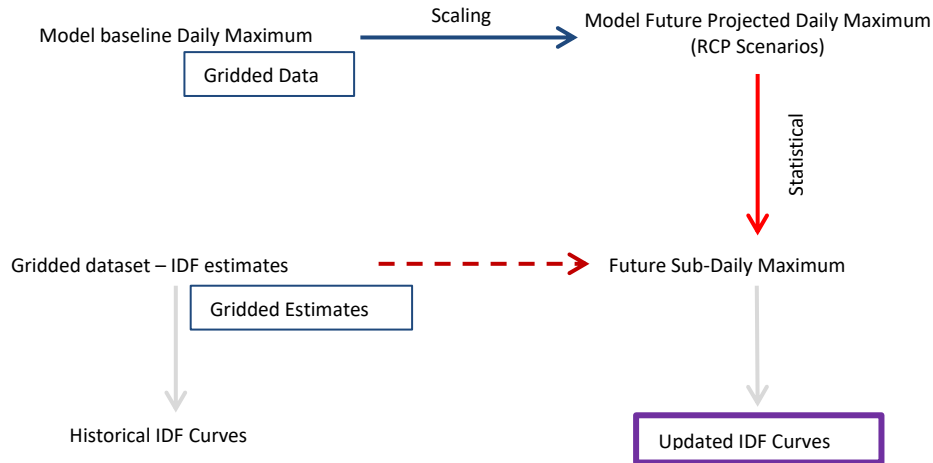 Scaling
Model baseline Daily Maximum
Model Future Projected Daily Maximum
(RCP Scenarios)
Gridded Data
Statistical
Gridded dataset – IDF estimates
Future Sub-Daily Maximum
Gridded Estimates
Historical IDF Curves
Updated IDF Curves